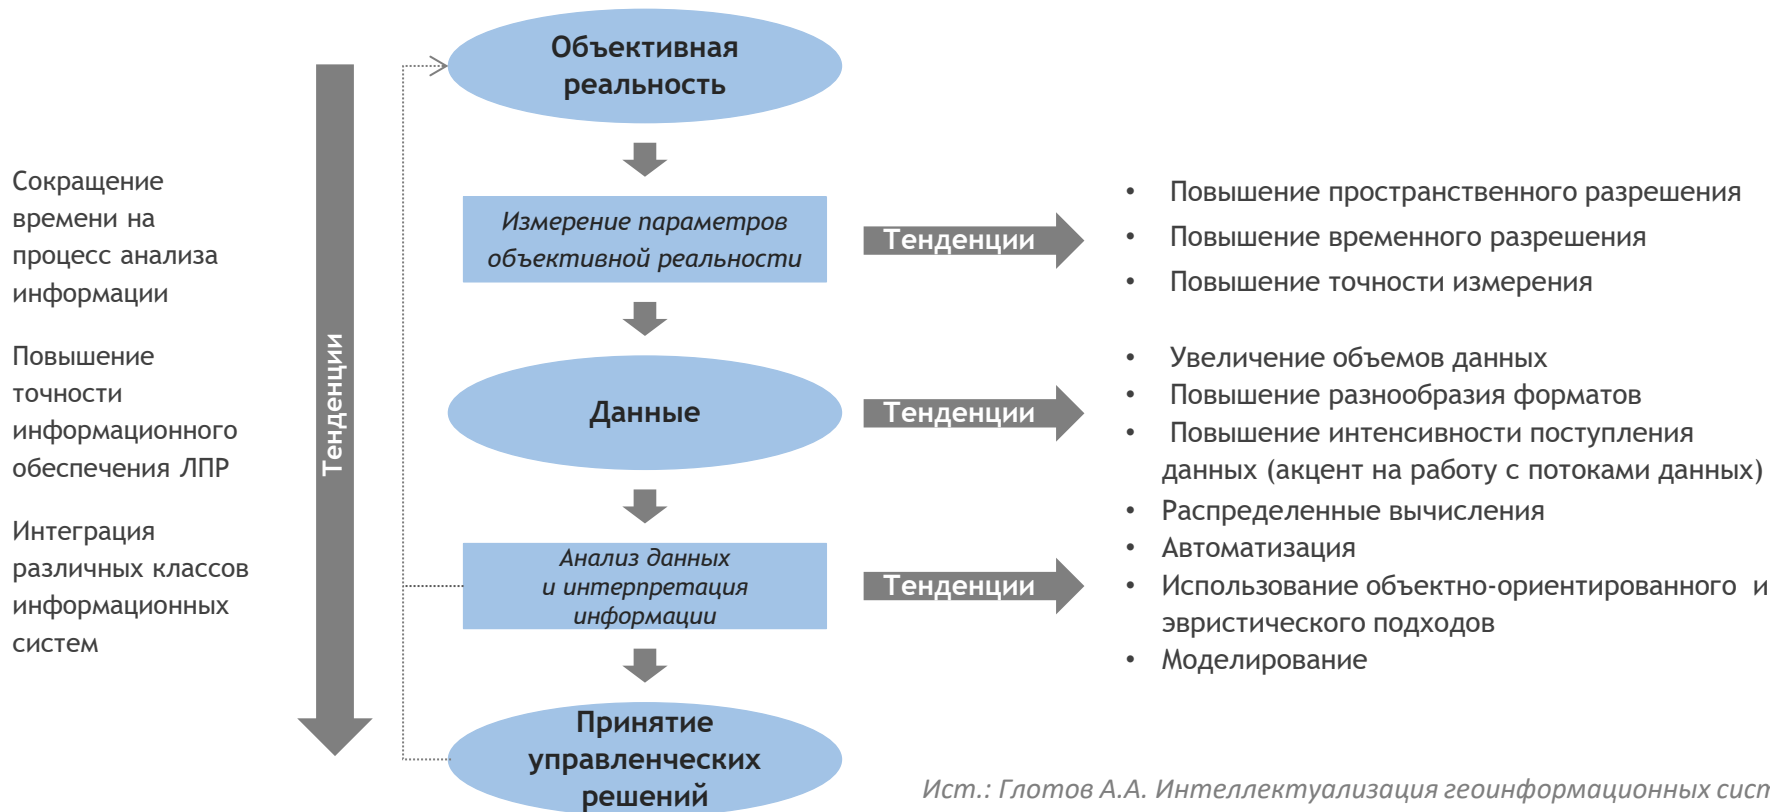 Объективная
реальность
Сокращение
времени на
процесс анализа
информации
Повышение
точности
информационного
обеспечения ЛПР
Интеграция
различных классов
информационных
систем
Тенденции
Измерение параметров
объективной реальности
Тенденции
• Повышение пространственного разрешения
• Повышение временного разрешения
• Повышение точности измерения
Данные
Тенденции
• Увеличение объемов данных
• Повышение разнообразия форматов
• Повышение интенсивности поступления
данных (акцент на работу с потоками данных)
Анализ данных
и интерпретация
информации
Тенденции
• Распределенные вычисления
• Автоматизация
• Использование объектно-ориентированного и
эвристического подходов
• Моделирование
Принятие
управленческих
решений
Ист.: Глотов А.А. Интеллектуализация геоинформационных